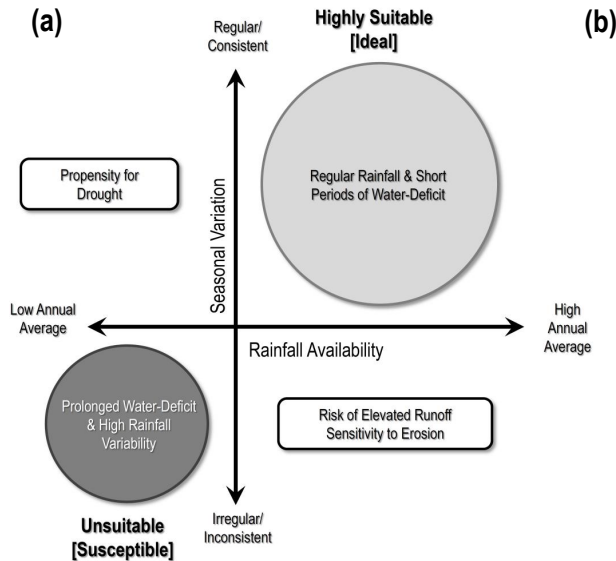 (a)
Regular/
Consistent
Highly Suitable
[Ideal]
(b)
Propensity for
Drought
Regular Rainfall & Short
Periods of Water-Deficit
Seasonal Variation
Low Annual
Average
High
Annual
Average
Rainfall Availability
Prolonged Water-Deficit
& High Rainfall
Variability
Risk of Elevated Runoff
Sensitivity to Erosion
Unsuitable
[Susceptible]
Irregular/
Inconsistent